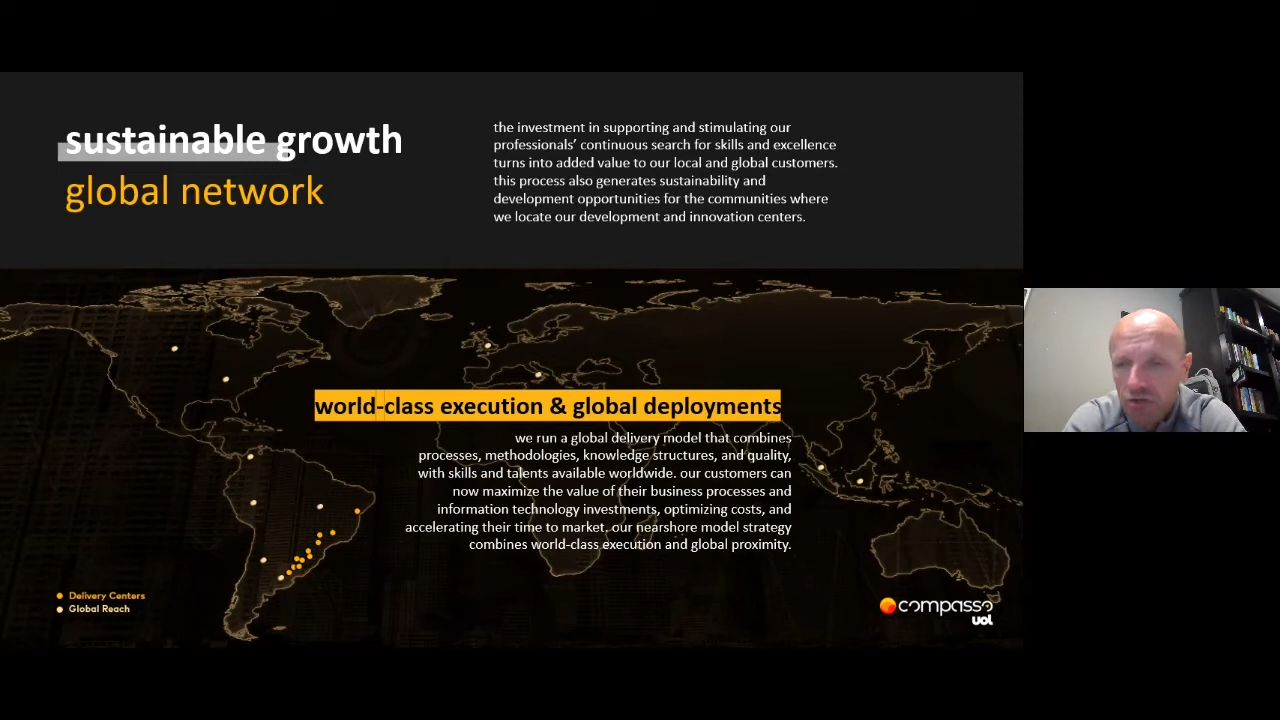 sustainable growth
global network
the investment in supporting and stimulating our
professionals’ continuous search for skills and excellence
turns into added value to our local and global customers.
this process also generates sustainability and
development opportunities for the communities where
we locate our development and innovation centers.
world-class execution & global deployments
we run a global delivery model that combines
processes, methodologies, knowledge structures, and quality,
with skills and talents available worldwide. our customers can
now maximize the value of their business processes and
information technology investments, optimizing costs, and
accelerating their time to market. our nearshore model strategy
combines world-class execution and global proximity.
Delivery Centers
Global Reach
compasso
uol